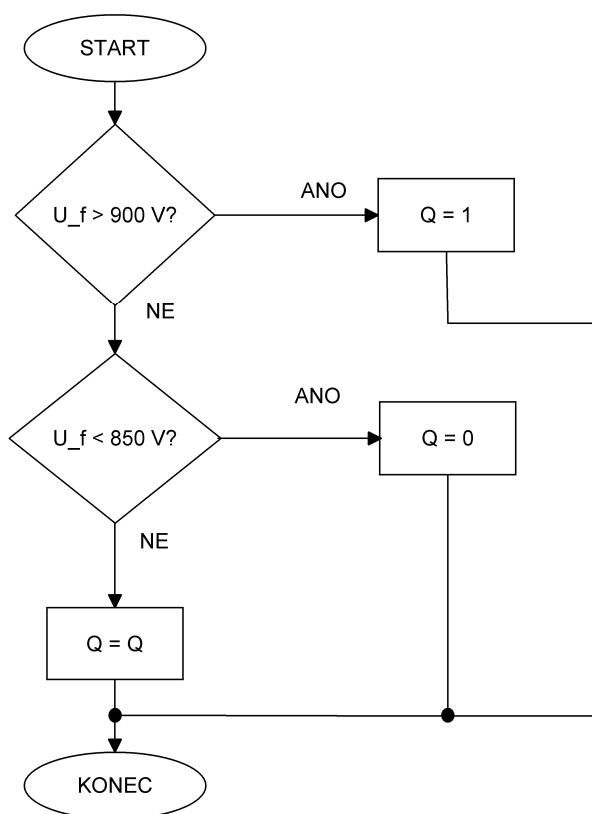 START
U_f > 900 V?
ANO
Q = 1
NE
U_f < 850 V?
ANO
Q = 0
NE
Q = Q
KONEC